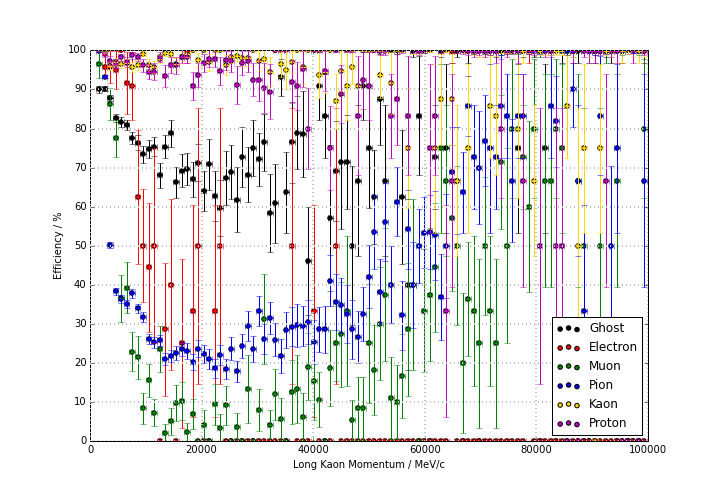 100
90
80
70
60
50
40
30
20
10
0
Efficiency / %
0
20000
40000
60000
80000
100000
Long Kaon Momentum / MeV/c
Ghost
Electron
Muon
Pion
Kaon
Proton